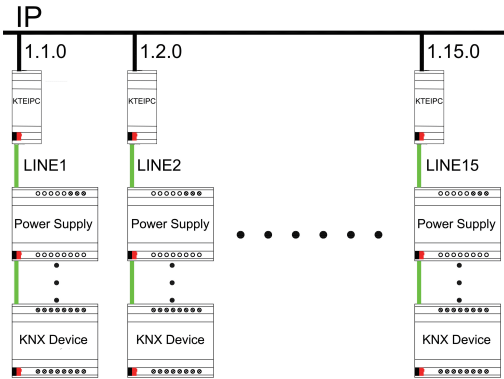 IP
1.1.0 1.2.0 1.15.0
KTEIPC KTEIPC KTEIPC
LINE1 LINE2 LINE15
Power Supply Power Supply Power Supply
KNX Device KNX Device KNX Device